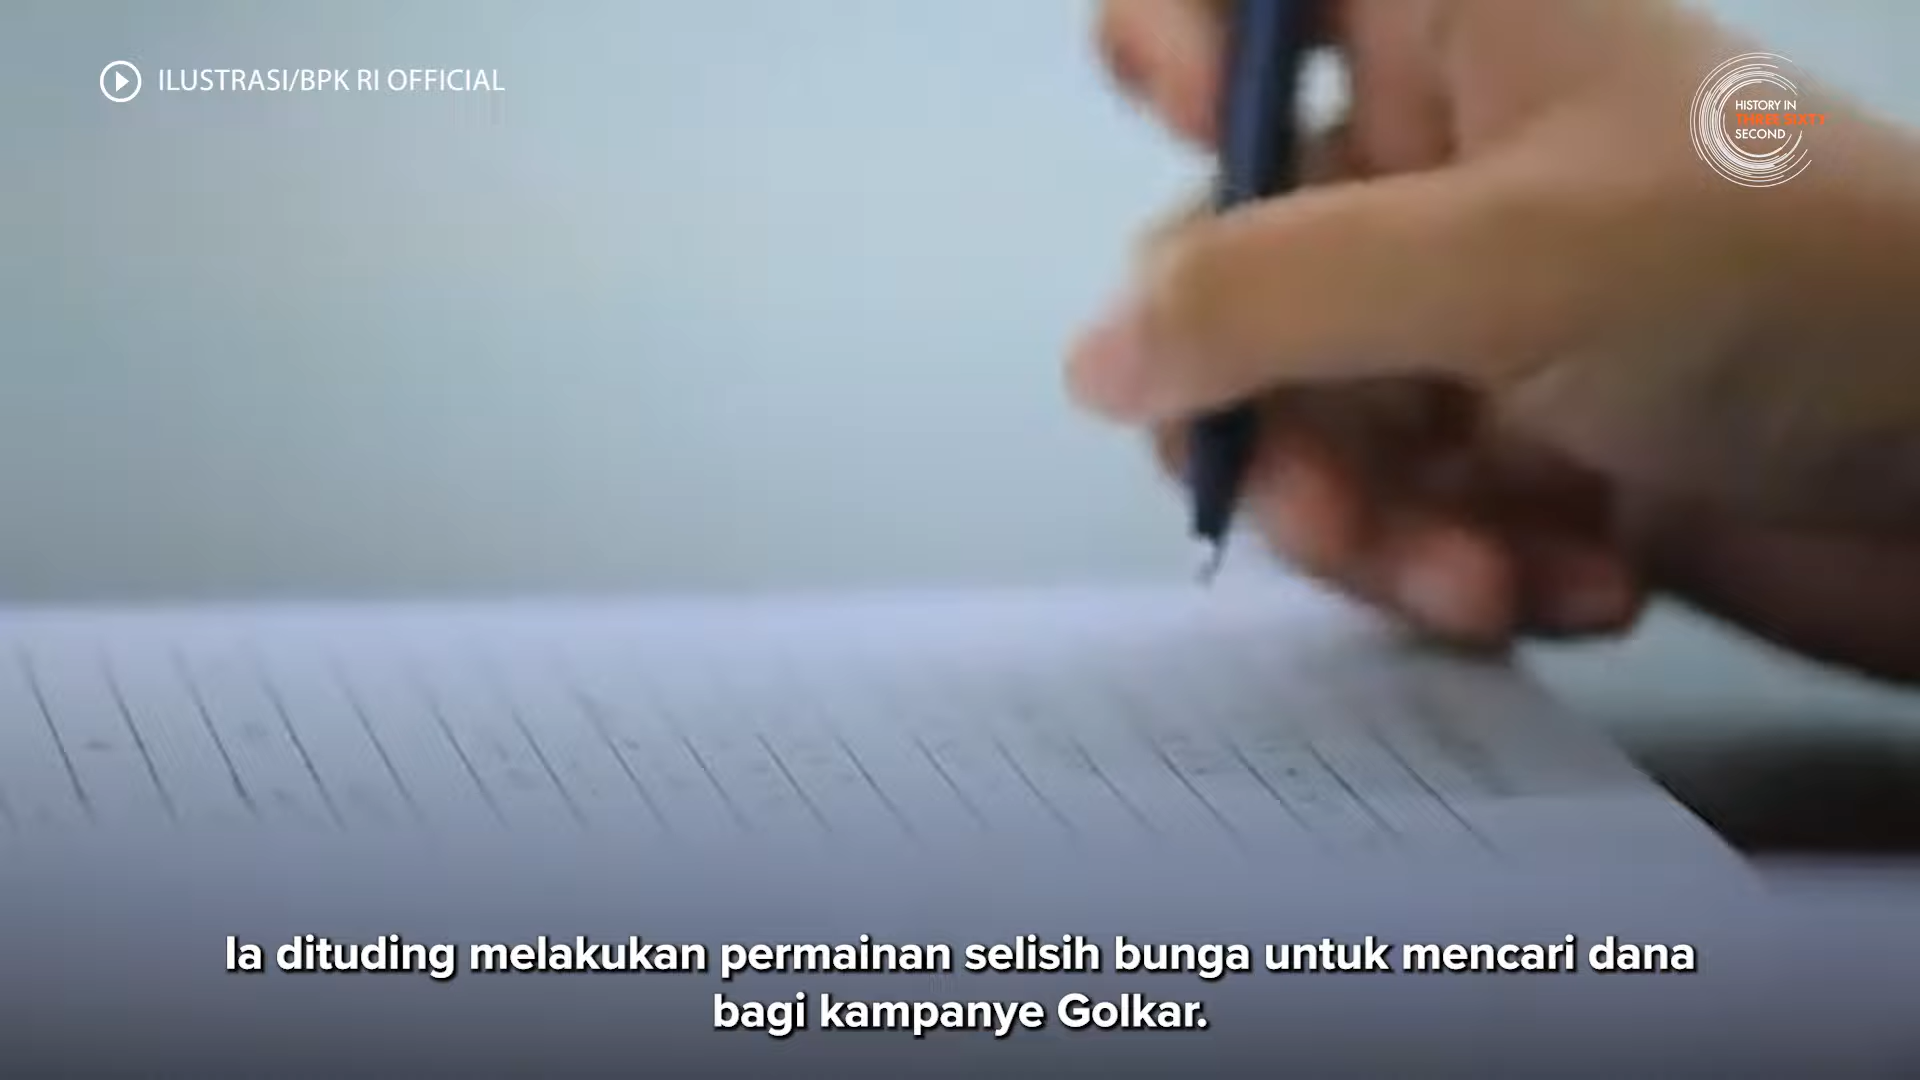 ILUSTRASI/BPK RI OFFICIAL
HISTORY IN
THREE SIXTY
SECOND
Ia dituding melakukan permainan selisih bunga untuk mencari dana
bagi kampanye Golkar.